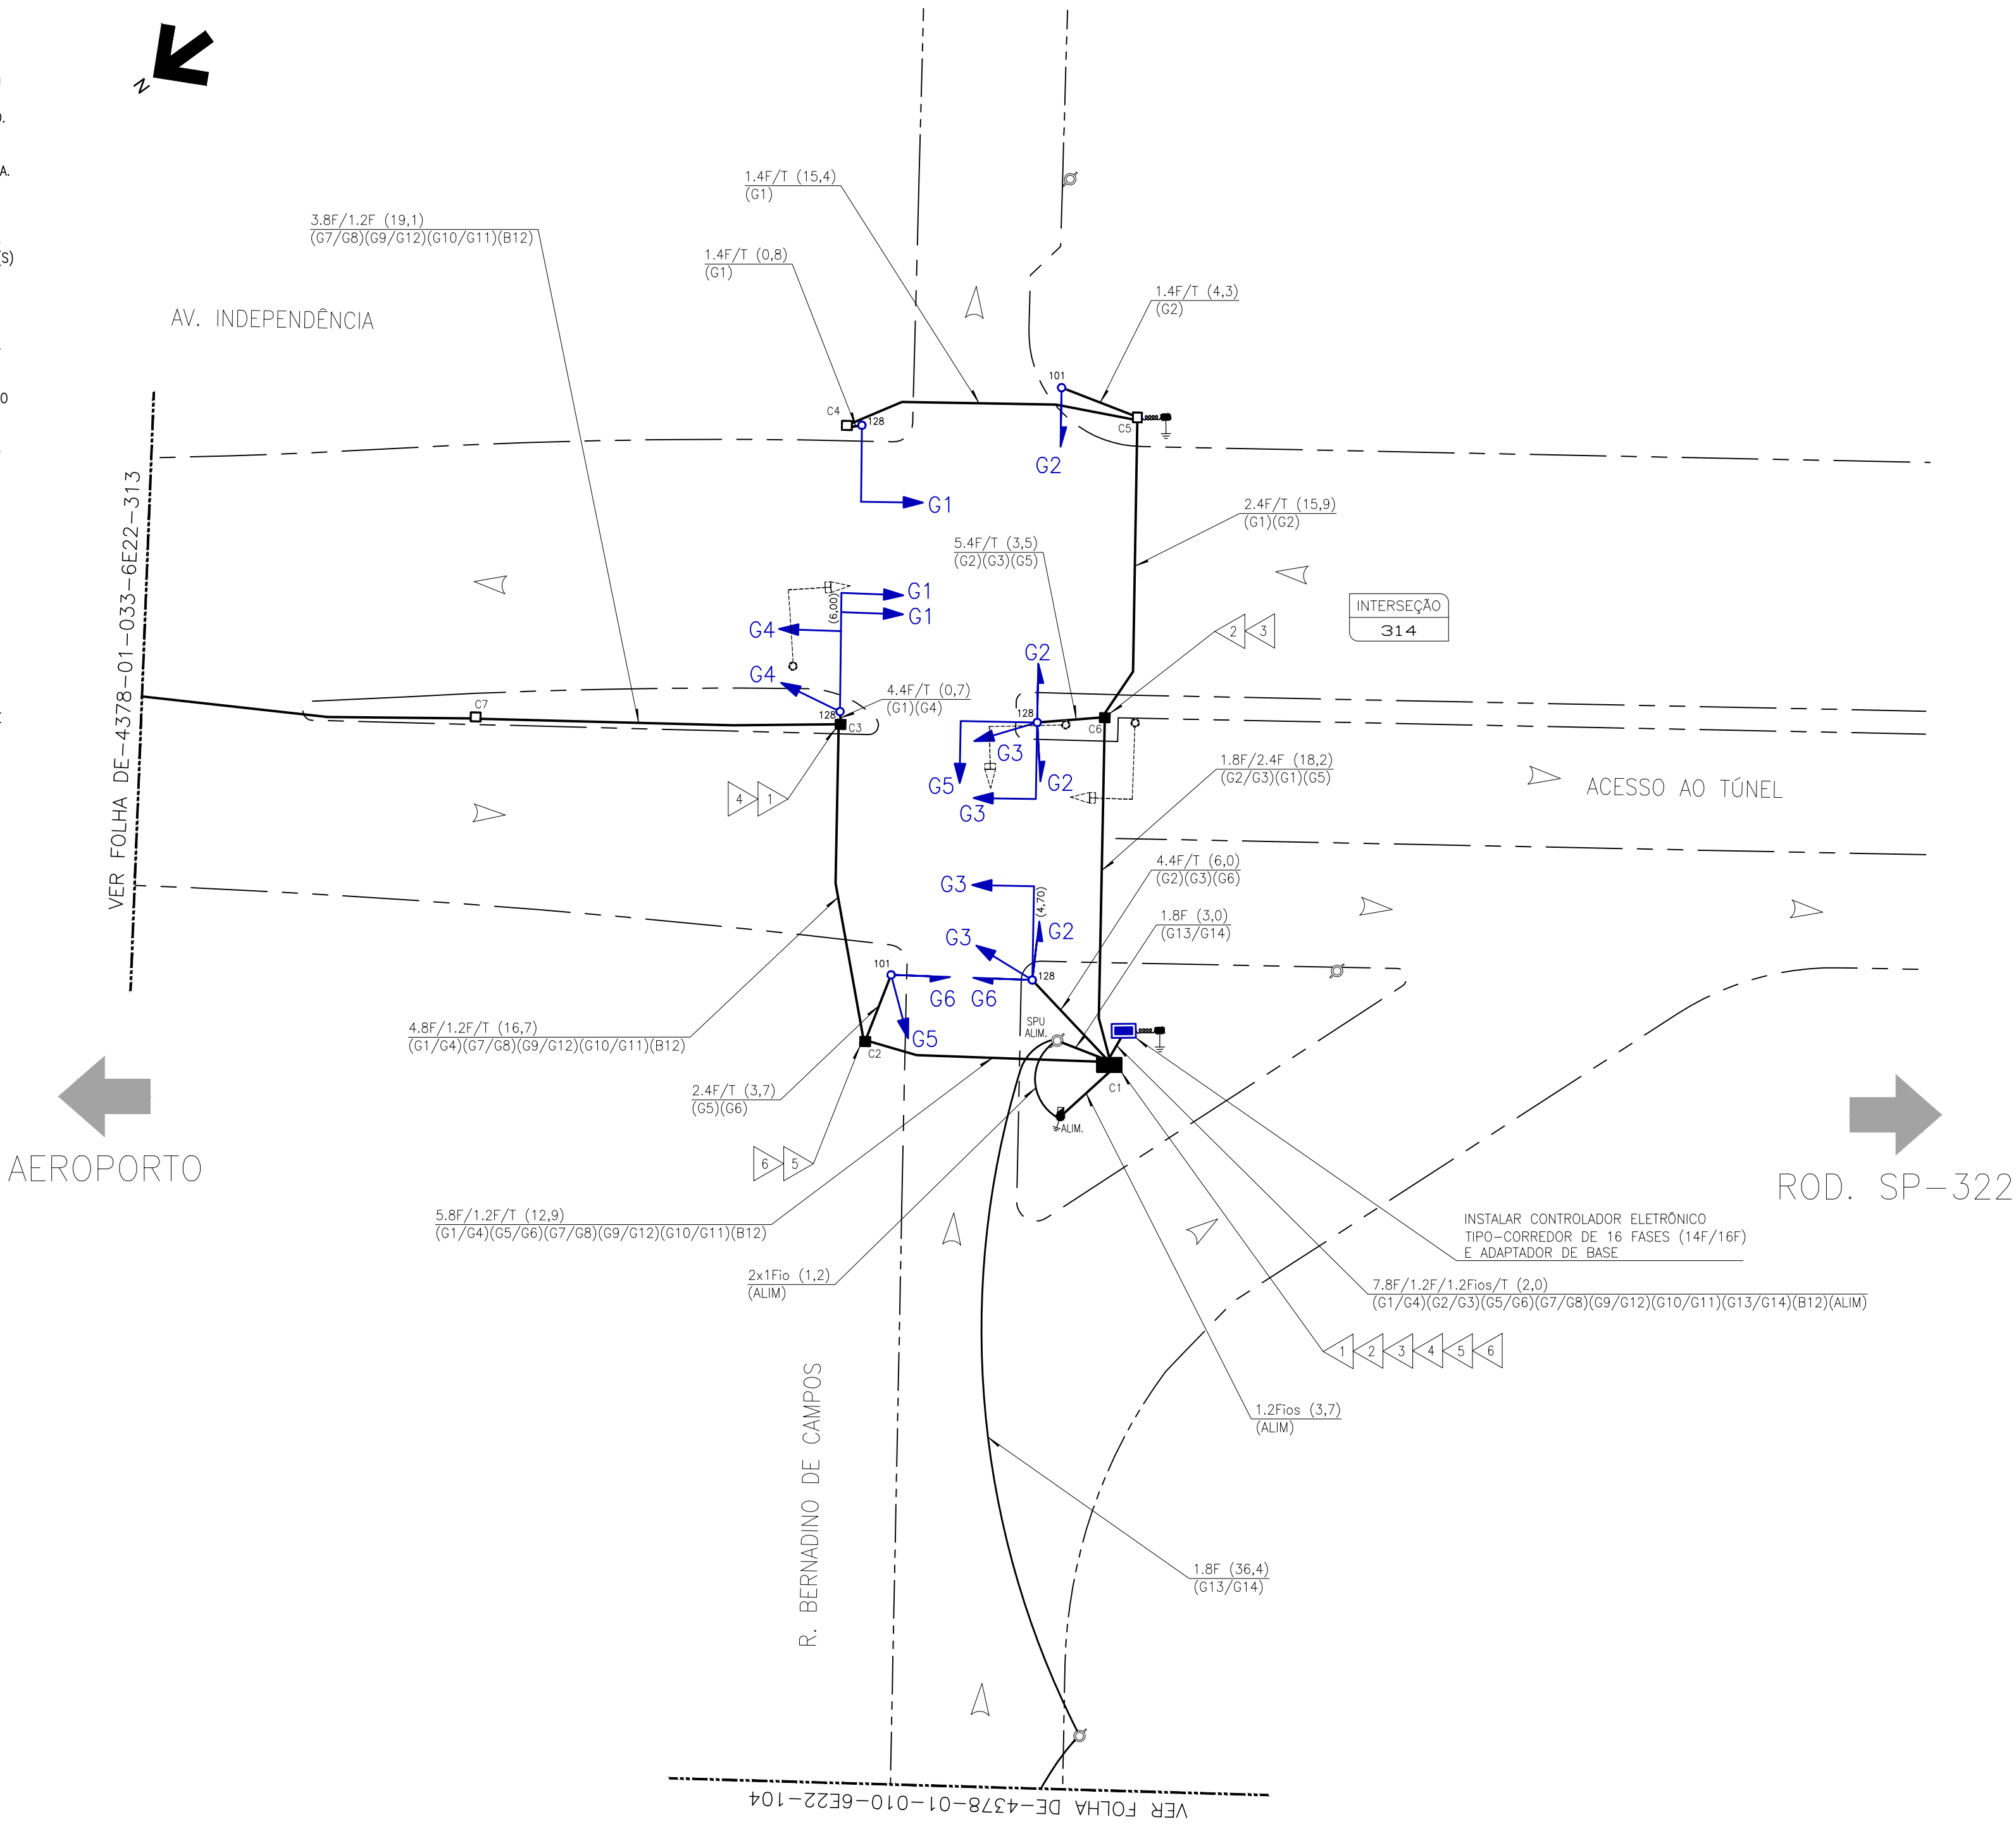 N
O.
A.
(S)
O
1.4F/T (15,4)
(G1)
3.8F/1.2F (19,1)
(G7/G8)(G9/G12)(G10/G11)(B12)
1.4F/T (0,8)
(G1)
1.4F/T (4,3)
(G2)
AV. INDEPENDÊNCIA
101
C4
128
C5
G2
G1
VER FOLHA DE-4378-01-033-6E22-313
2.4F/T (15,9)
(G1)(G2)
5.4F/T (3,5)
(G2)(G3)(G5)
G1
(6,00)
G1
G4
INTERSEÇÃO
314
2
3
G2
G4
4.4F/T (0,7)
(G1)(G4)
C7
128
C3
128
C6
G3
G5
G2
G3
1.8F/2.4F (18,2)
(G2/G3)(G1)(G5)
ACESSO AO TÚNEL
4
1
4.4F/T (6,0)
(G2)(G3)(G6)
G3
(4,70)
1.8F (3,0)
(G13/G14)
G3
G2
101
128
G6
G6
SPU
ALIM.
4.8F/1.2F/T (16,7)
(G1/G4)(G7/G8)(G9/G12)(G10/G11)(B12)
G5
C2
C1
2.4F/T (3,7)
(G5)(G6)
ALIM.
AEROPORTO
6
5
ROD. SP-322
5.8F/1.2F/T (12,9)
(G1/G4)(G5/G6)(G7/G8)(G9/G12)(G10/G11)(B12)
INSTALAR CONTROLADOR ELETRÔNICO
TIPO-CORREDOR DE 16 FASES (14F/16F)
E ADAPTADOR DE BASE
2x1Fio (1,2)
(ALIM)
7.8F/1.2F/1.2Fios/T (2,0)
(G1/G4)(G2/G3)(G5/G6)(G7/G8)(G9/G12)(G10/G11)(G13/G14)(B12)(ALIM)
1
2
3
4
5
6
R. BERNADINO DE CAMPOS
1.2Fios (3,7)
(ALIM)
1.8F (36,4)
(G13/G14)
VER FOLHA DE-4378-01-010-6E22-104